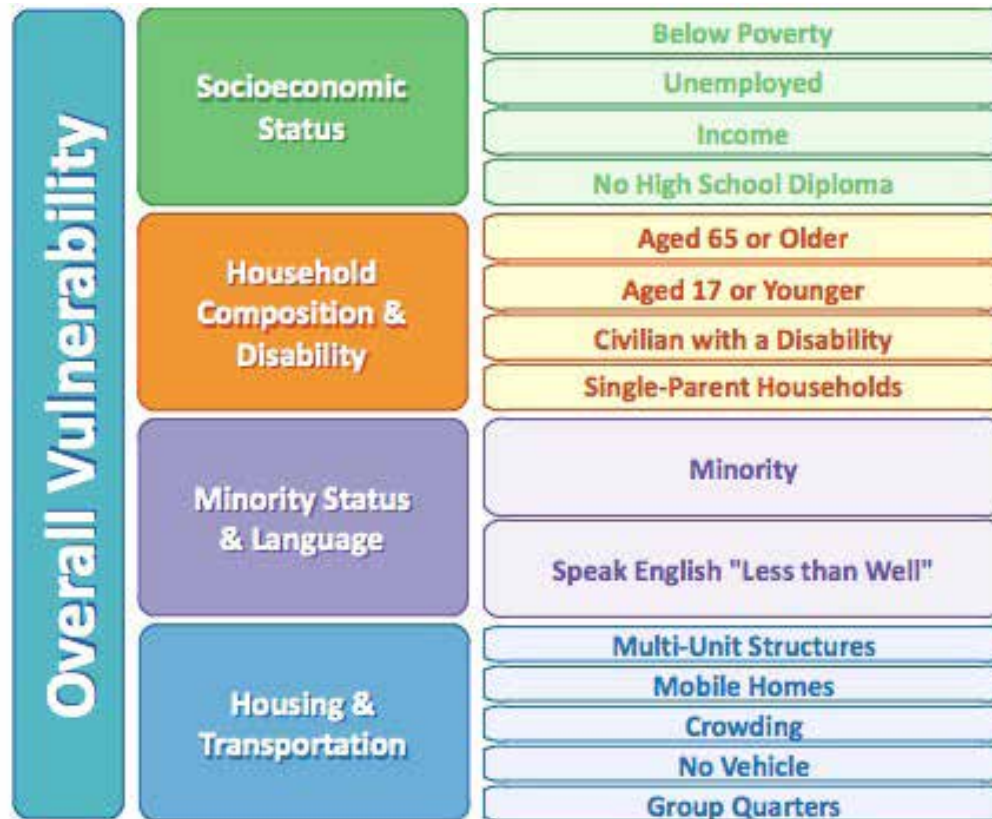 Overall Vulnerability
Socioeconomic
Status
Below Poverty
Unemployed
Income
No High School Diploma
Household
Composition &
Disability
Aged 65 or Older
Aged 17 or Younger
Civilian with a Disability
Single-Parent Households
Minority Status
& Language
Minority
Speak English "Less than Well"
Housing &
Transportation
Multi-Unit Structures
Mobile Homes
Crowding
No Vehicle
Group Quarters